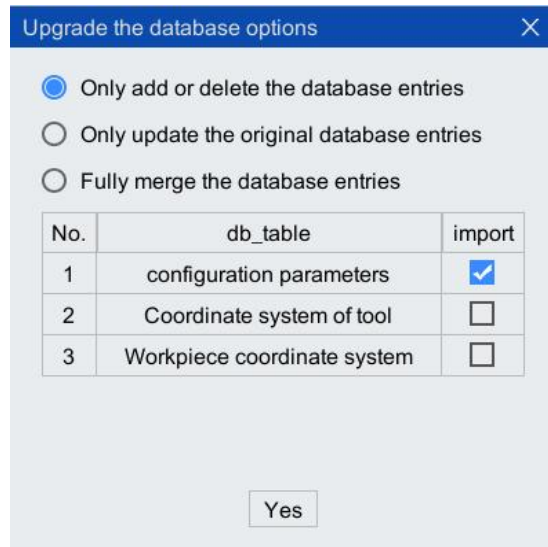 Upgrade the database options
Only add or delete the database entries
Only update the original database entries
Fully merge the database entries
No. db_table import
1 configuration parameters
2 Coordinate system of tool
3 Workpiece coordinate system
Yes